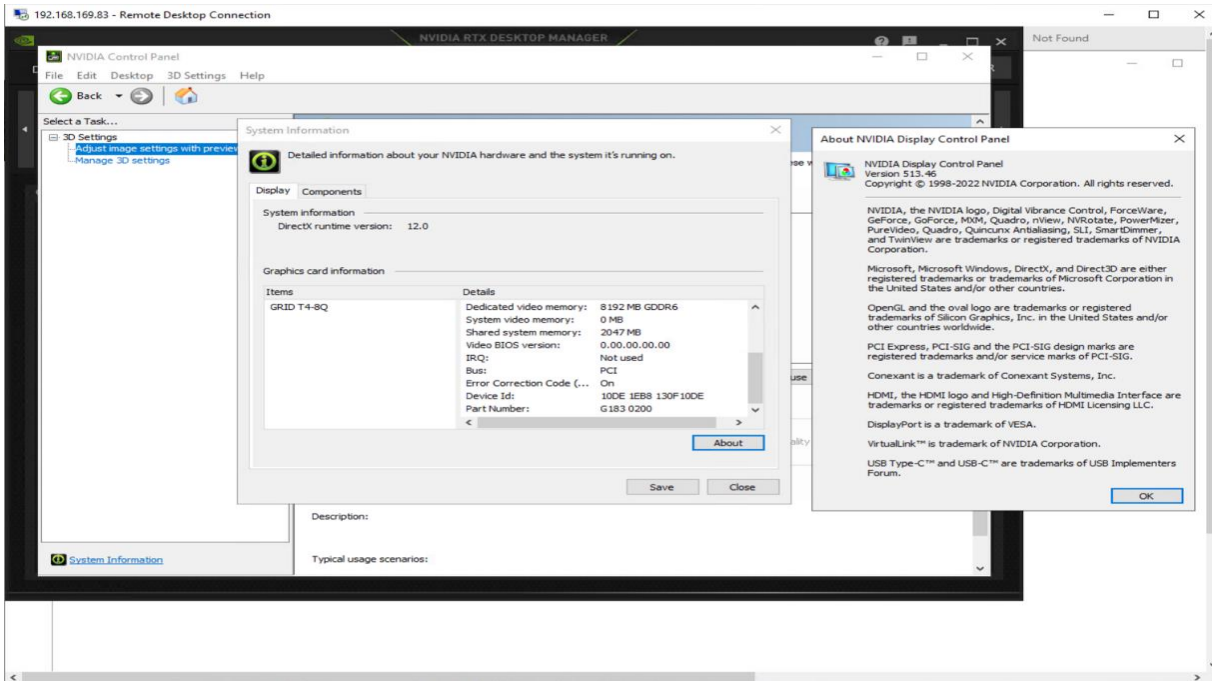 192.168.169.83 - Remote Desktop Connection
NVIDIA RTX DESKTOP MANAGER
Not Found
NVIDIA Control Panel
File Edit Desktop 3D Settings Help
Back
Select a Task...
3D Settings
Adjust image settings with preview
Manage 3D settings
System Information
System Information
Detailed information about your NVIDIA hardware and the system it's running on.
Display Components
System information
DirectX runtime version: 12.0
Graphics card information
Items Details
GRID T4-8Q
Dedicated video memory: 8192 MB GDDR6
System video memory: 0 MB
Shared system memory: 2047 MB
Video BIOS version: 0.00.00.00.00
IRQ: Not used
Bus: PCI
Error Correction Code (... On
Device Id: 10DE 1EB8 130F10DE
Part Number: G183 0200
About
Save Close
Description:
Typical usage scenarios:
About NVIDIA Display Control Panel
NVIDIA Display Control Panel
Version 513.46
Copyright © 1998-2022 NVIDIA Corporation. All rights reserved.
NVIDIA, the NVIDIA logo, Digital Vibrance Control, ForceWare,
GeForce, GoForce, MXM, Quadro, nView, NVRotate, PowerMizer,
PureVideo, Quadro, Quincunx Antialiasing, SLI, SmartDimmer,
and TwinView are trademarks or registered trademarks of NVIDIA
Corporation.
Microsoft, Microsoft Windows, DirectX, and Direct3D are either
registered trademarks or trademarks of Microsoft Corporation in
the United States and/or other countries.
OpenGL and the oval logo are trademarks or registered
trademarks of Silicon Graphics, Inc. in the United States and/or
other countries worldwide.
PCI Express, PCI-SIG and the PCI-SIG design marks are
registered trademarks and/or service marks of PCI-SIG.
Conexant is a trademark of Conexant Systems, Inc.
HDMI, the HDMI logo and High-Definition Multimedia Interface are
trademarks or registered trademarks of HDMI Licensing LLC.
DisplayPort is a trademark of VESA.
VirtualLink™ is trademark of NVIDIA Corporation.
USB Type-C™ and USB-C™ are trademarks of USB Implementers
Forum.
OK